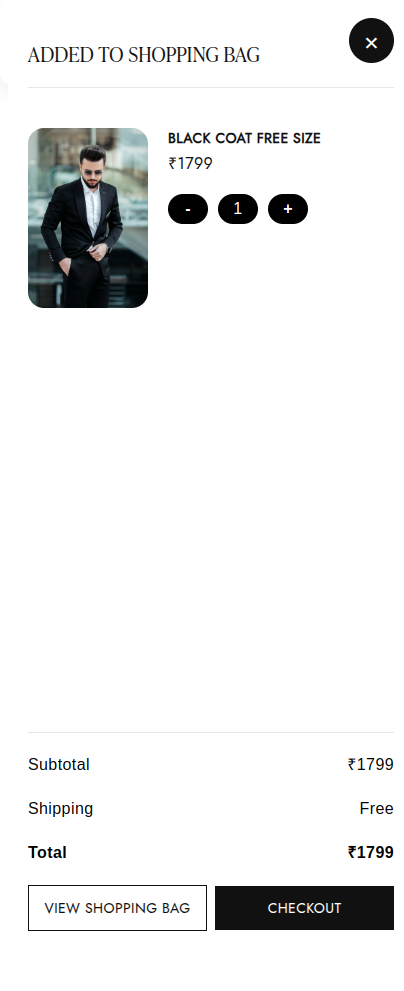 ADDED TO SHOPPING BAG
×
BLACK COAT FREE SIZE
₹1799
- 1 +
Subtotal ₹1799
Shipping Free
Total ₹1799
VIEW SHOPPING BAG CHECKOUT